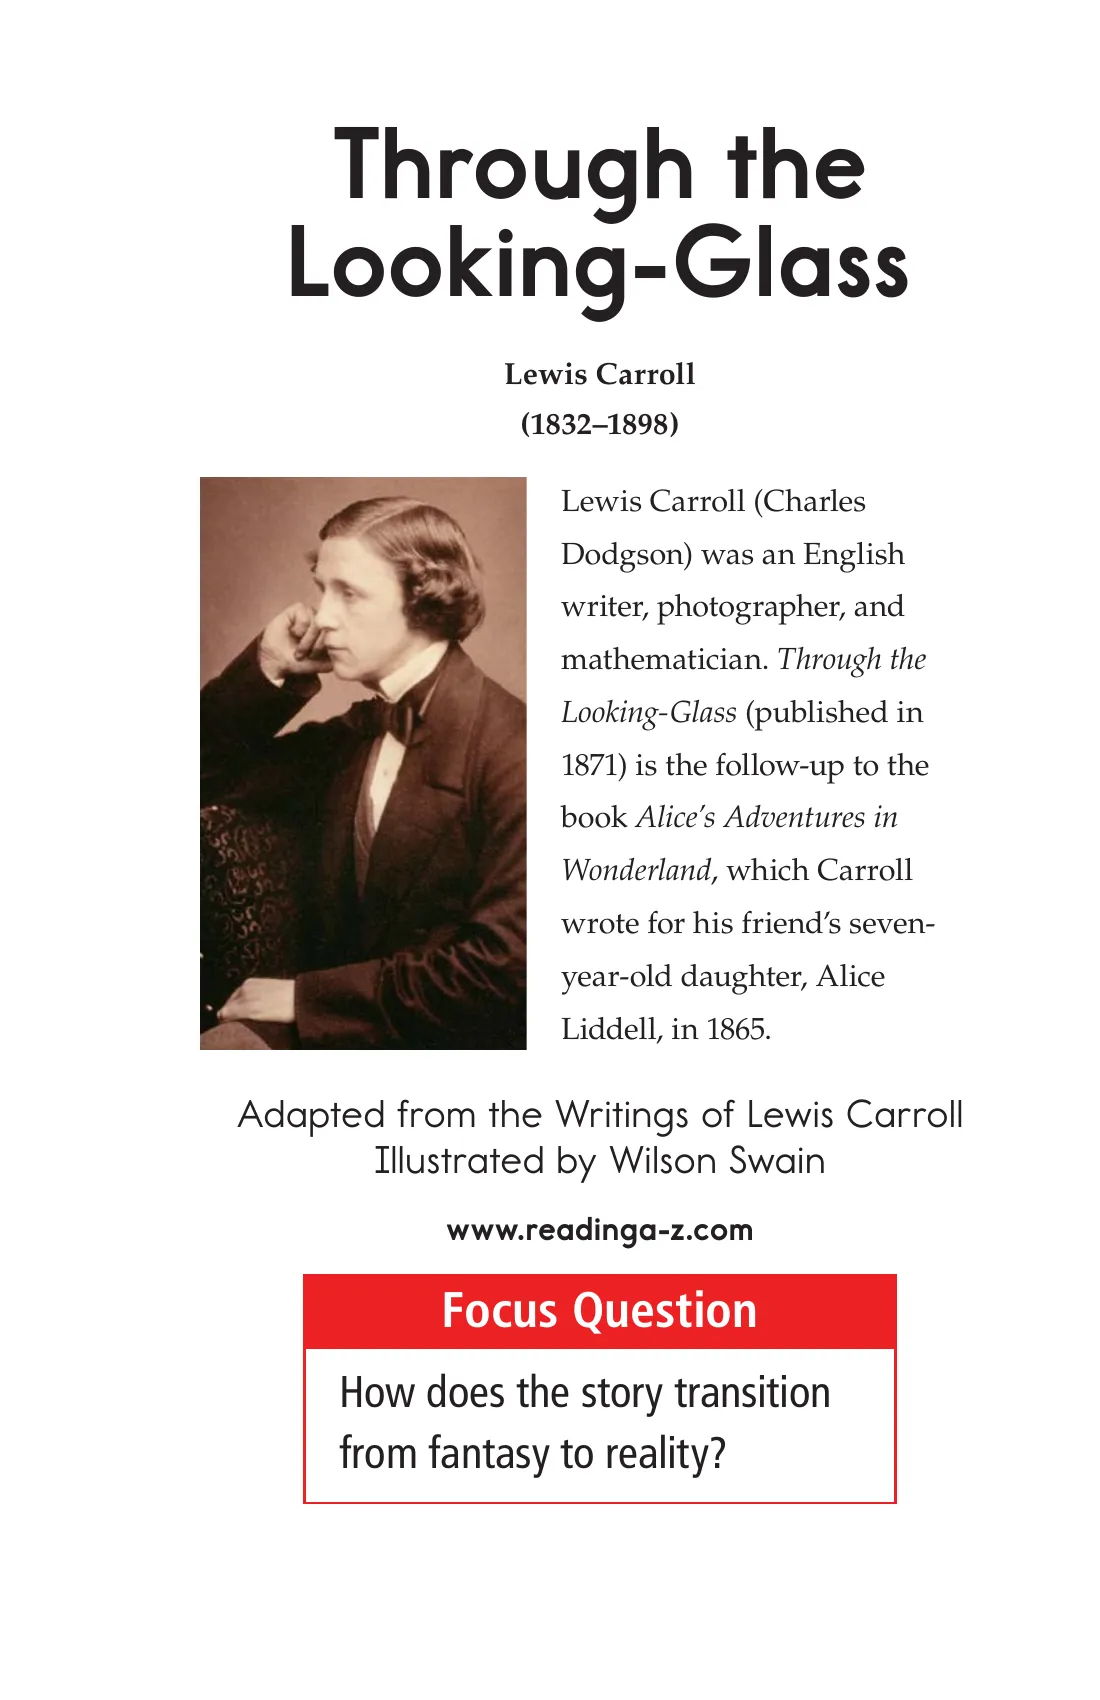 Through the
Looking-Glass
Lewis Carroll
(1832–1898)
Lewis Carroll (Charles
Dodgson) was an English
writer, photographer, and
mathematician. Through the
Looking-Glass (published in
1871) is the follow-up to the
book Alice’s Adventures in
Wonderland, which Carroll
wrote for his friend’s seven-
year-old daughter, Alice
Liddell, in 1865.
Adapted from the Writings of Lewis Carroll
Illustrated by Wilson Swain
www.readinga-z.com
Focus Question
How does the story transition
from fantasy to reality?